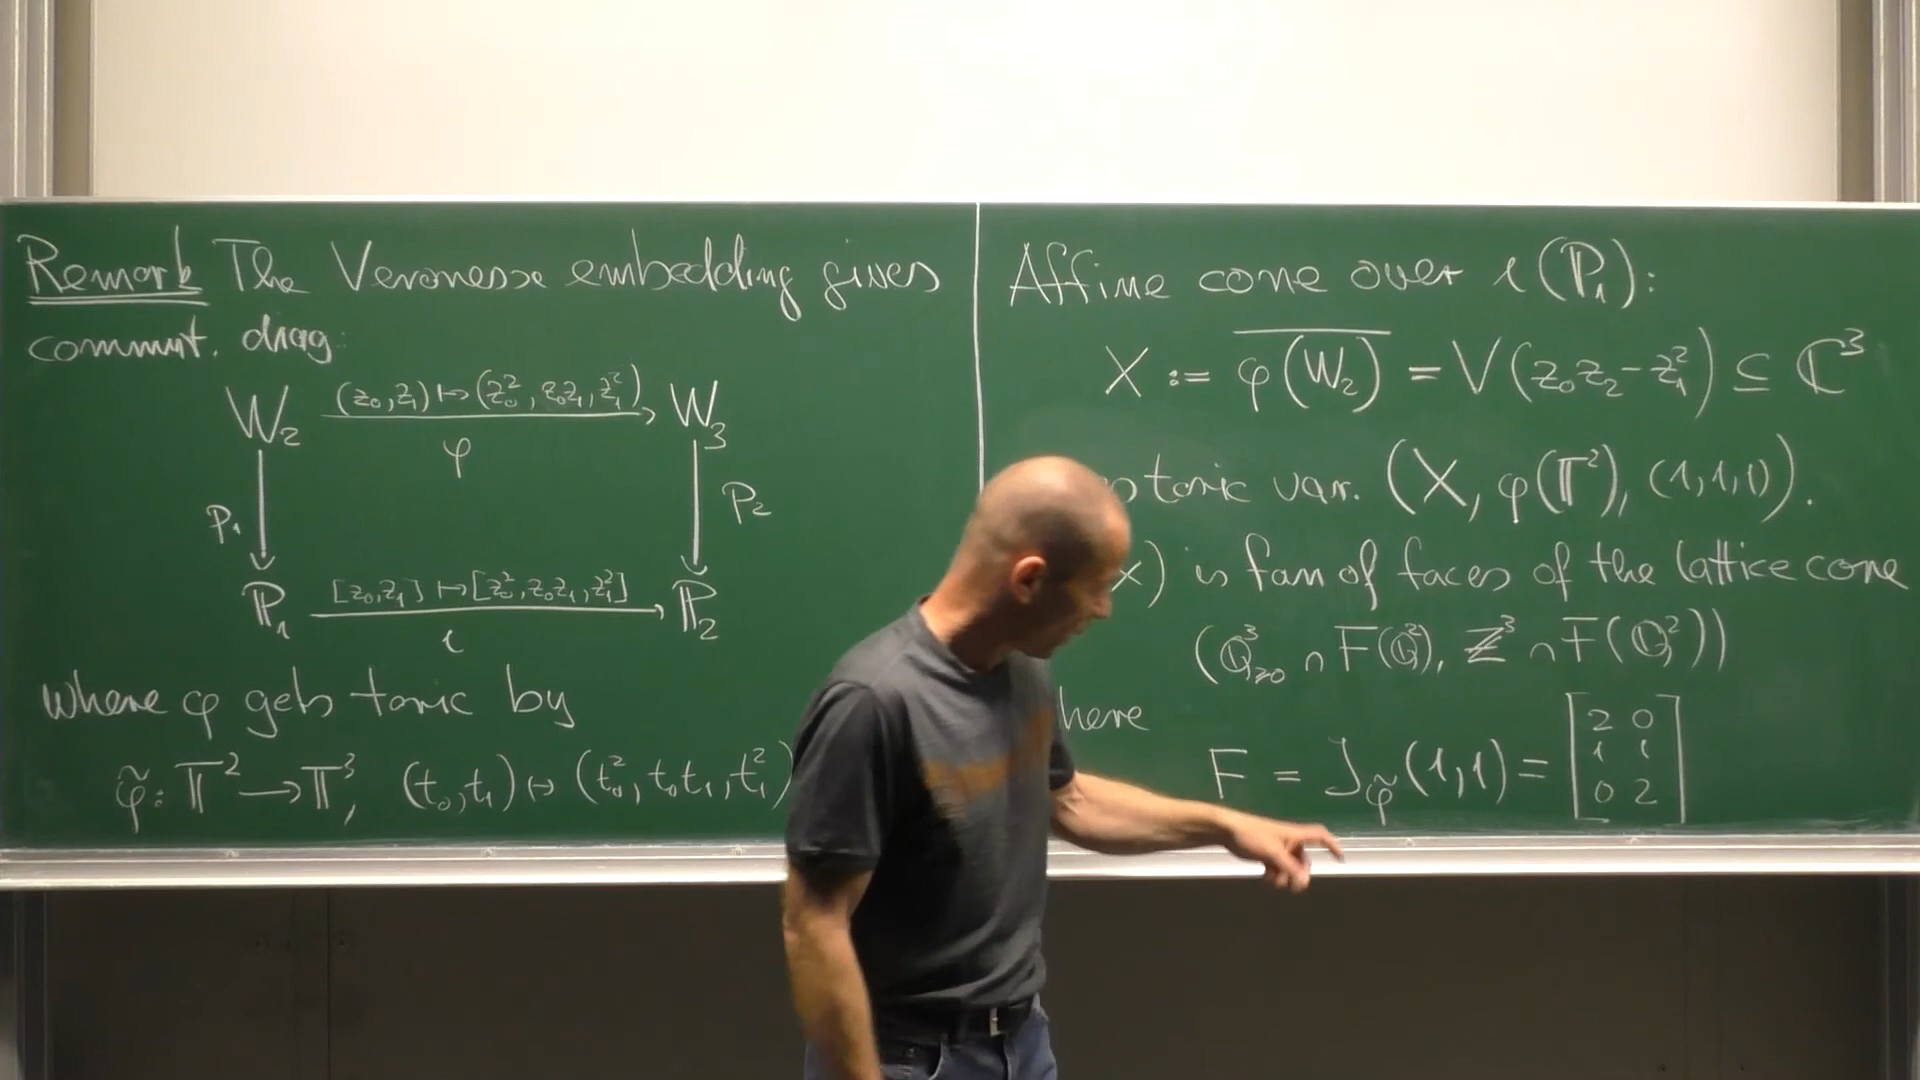 Remark The Veronese embedding gives
commut. diag:
W₂ (z₀,z₁) ↦ (z₀², z₀z₁, z₁²) W₃
φ
p₁ p₂
ℙ₁ [z₀,z₁] ↦ [z₀², z₀z₁, z₁²] ℙ₂
ι
where φ gets toric by
φ̃: 𝕋² → 𝕋³, (t₀,t₁) ↦ (t₀², t₀t₁, t₁²)
Affine cone over ι(ℙ₁):
X := \overline{φ(W₂)} = V(z₀z₂ - z₁²) ⊆ ℂ³
toric var. (X, φ(𝕋²), (1,1,1)).
X) is fan of faces of the lattice cone
(ℚ³≥0 ∩ F(ℚ²), ℤ³ ∩ F(ℚ²))
here
F = J_φ̃(1,1) = [2 0
1 1
0 2]